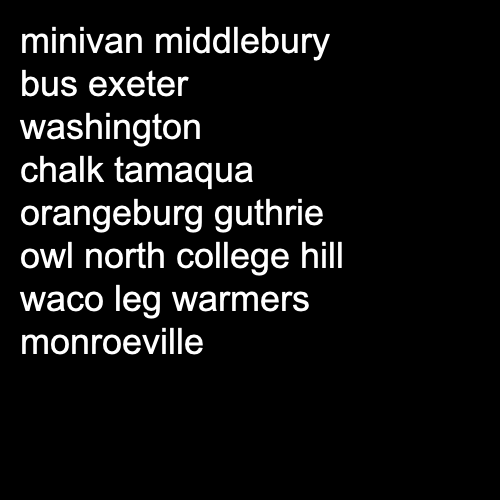 minivan middlebury
bus exeter
washington
chalk tamaqua
orangeburg guthrie
owl north college hill
waco leg warmers
monroeville